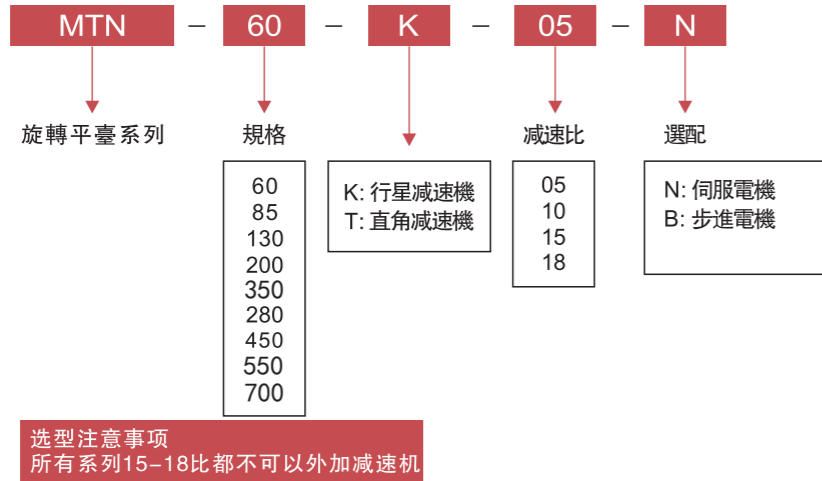 MTN – 60 – K – 05 – N
旋轉平臺系列
規格
减速比
選配
60
85
130
200
350
280
450
550
700
K: 行星减速機
T: 直角减速機
05
10
15
18
N: 伺服電機
B: 步進電機
选型注意事项
所有系列15–18比都不可以外加减速机